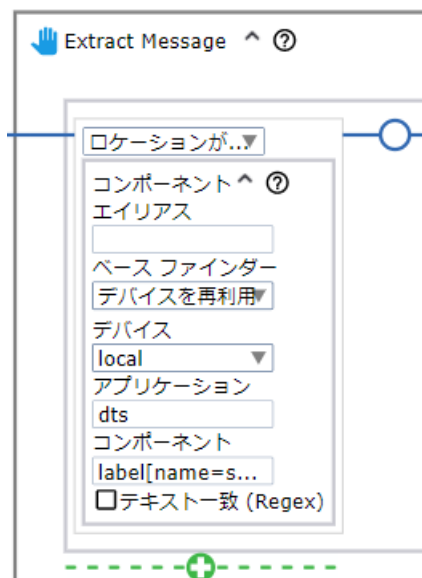 Extract Message
ロケーションが...
コンポーネント
エイリアス
ベース ファインダー
デバイスを再利用
デバイス
local
アプリケーション
dts
コンポーネント
label[name=s...
テキスト一致 (Regex)